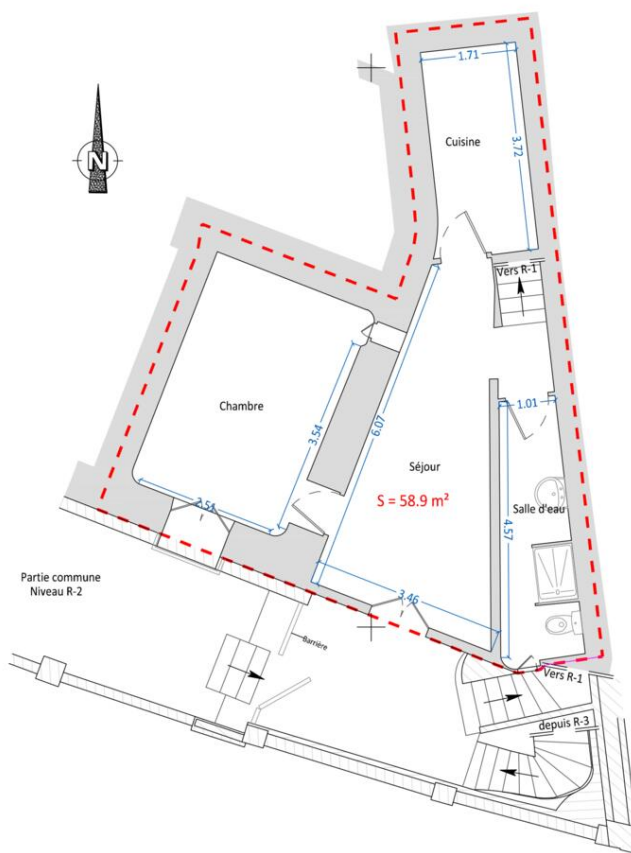 1.71
3.72
Cuisine
N
Vers R-1
Chambre
3.54
6.07
1.01
Séjour
S = 58.9 m²
Salle d'eau
4.57
2.51
3.46
Partie commune
Niveau R-2
Barrière
Vers R-1
depuis R-3